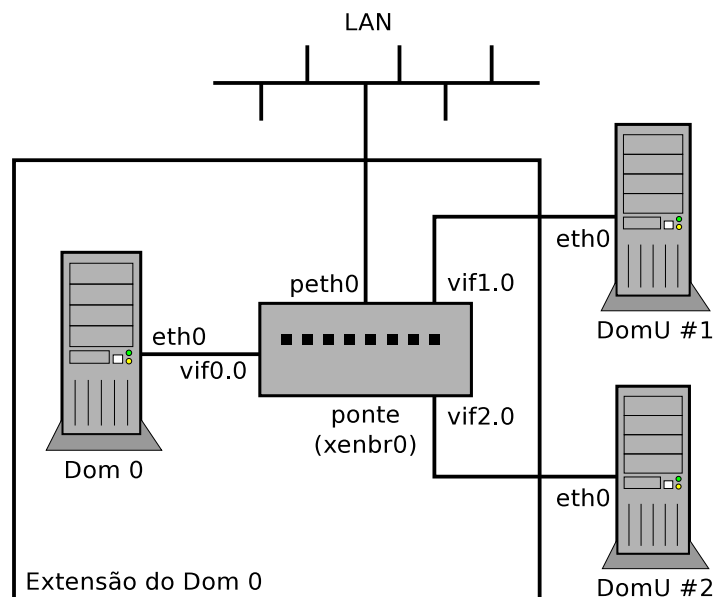 LAN
eth0
peth0
vif1.0
DomU #1
eth0
vif0.0
ponte
(xenbr0)
vif2.0
Dom 0
eth0
Extensão do Dom 0
DomU #2